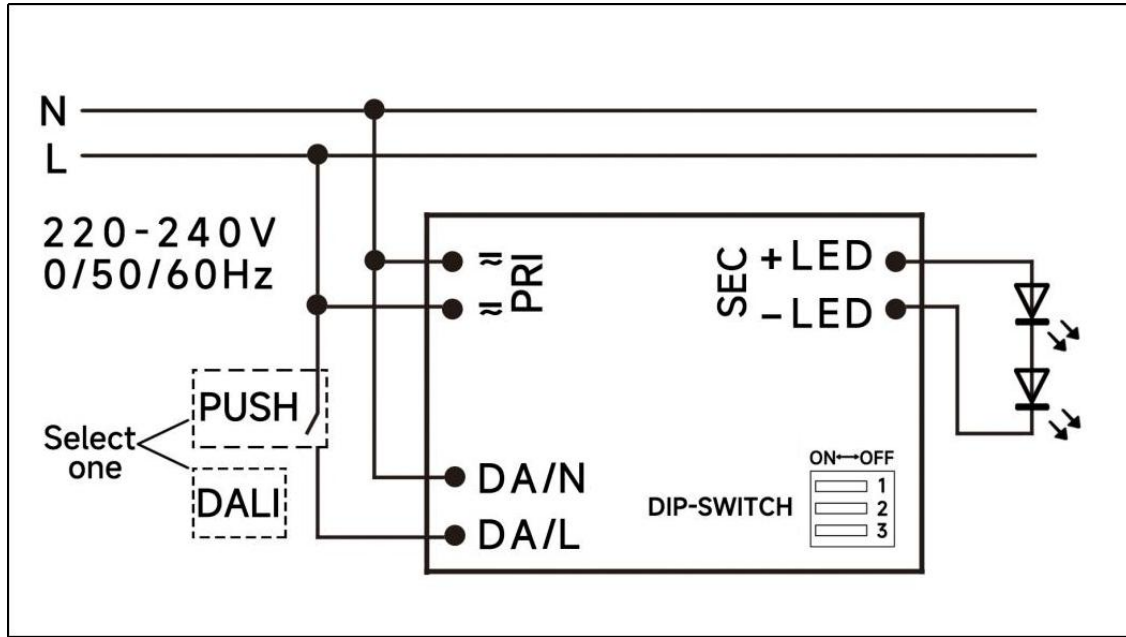 N
L
220-240V
0/50/60Hz
PRI
SEC
+LED
-LED
PUSH
Select
one
DALI
DA/N
DA/L
DIP-SWITCH
ON↔OFF
1
2
3